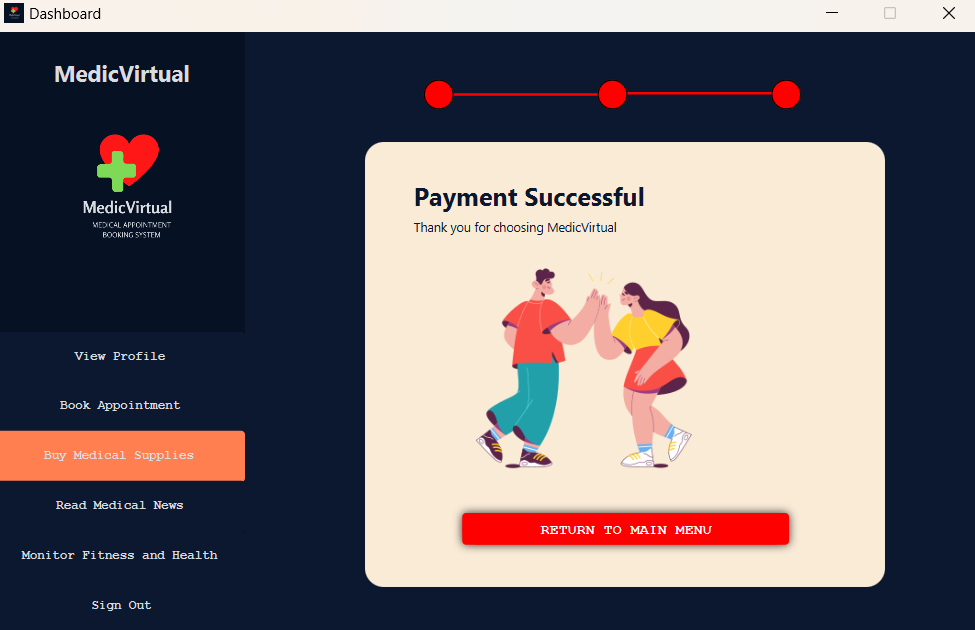 Dashboard
MedicVirtual
MedicVirtual
MEDICAL APPOINTMENT
BOOKING SYSTEM
View Profile
Book Appointment
Buy Medical Supplies
Read Medical News
Monitor Fitness and Health
Sign Out
Payment Successful
Thank you for choosing MedicVirtual
RETURN TO MAIN MENU